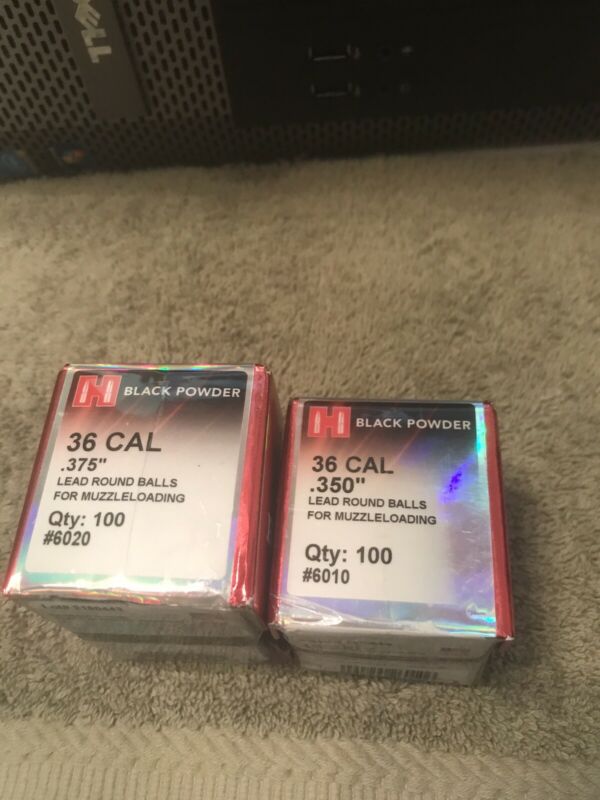 DELL
H BLACK POWDER
36 CAL
.375"
LEAD ROUND BALLS
FOR MUZZLELOADING
Qty: 100
#6020
H BLACK POWDER
36 CAL
.350"
LEAD ROUND BALLS
FOR MUZZLELOADING
Qty: 100
#6010